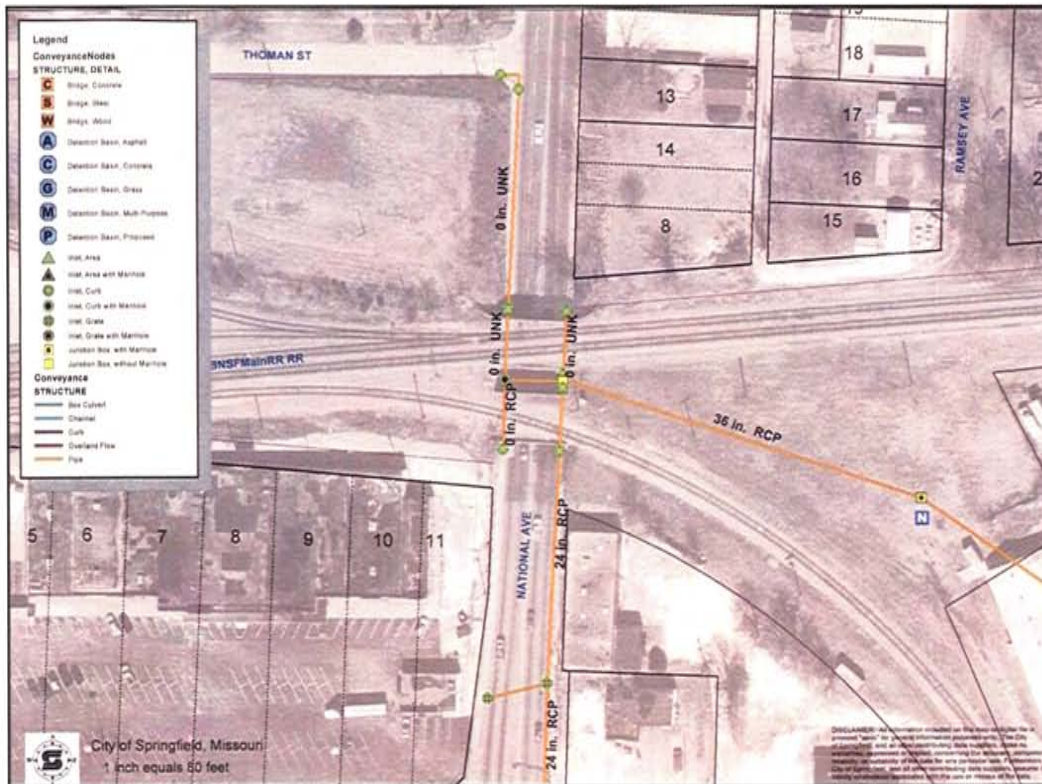 Legend
ConveyanceNodes
STRUCTURE, DETAIL
C Bridge, Concrete
S Bridge, Steel
W Bridge, Wood
A Detention Basin, Asphalt
C Detention Basin, Concrete
G Detention Basin, Grass
M Detention Basin, Multi Purpose
P Detention Basin, Proposed
Inlet, Area
Inlet, Area with Manhole
Inlet, Curb
Inlet, Curb with Manhole
Inlet, Grate
Inlet, Grate with Manhole
Junction Box, with Manhole
Junction Box, without Manhole
Conveyance
STRUCTURE
Box Culvert
Channel
Curb
Overland Flow
Pipe
THOMAN ST
13
14
8
18
17
16
15
2
RAMSEY AVE
0 in. UNK
0 in. UNK
0 in. UNK
BNSFMainRR RR
0 in. RCP
36 in. RCP
N
24 in. RCP
NATIONAL AVE
5
6
7
8
9
10
11
24 in. RCP
S
City of Springfield, Missouri
1 inch equals 80 feet